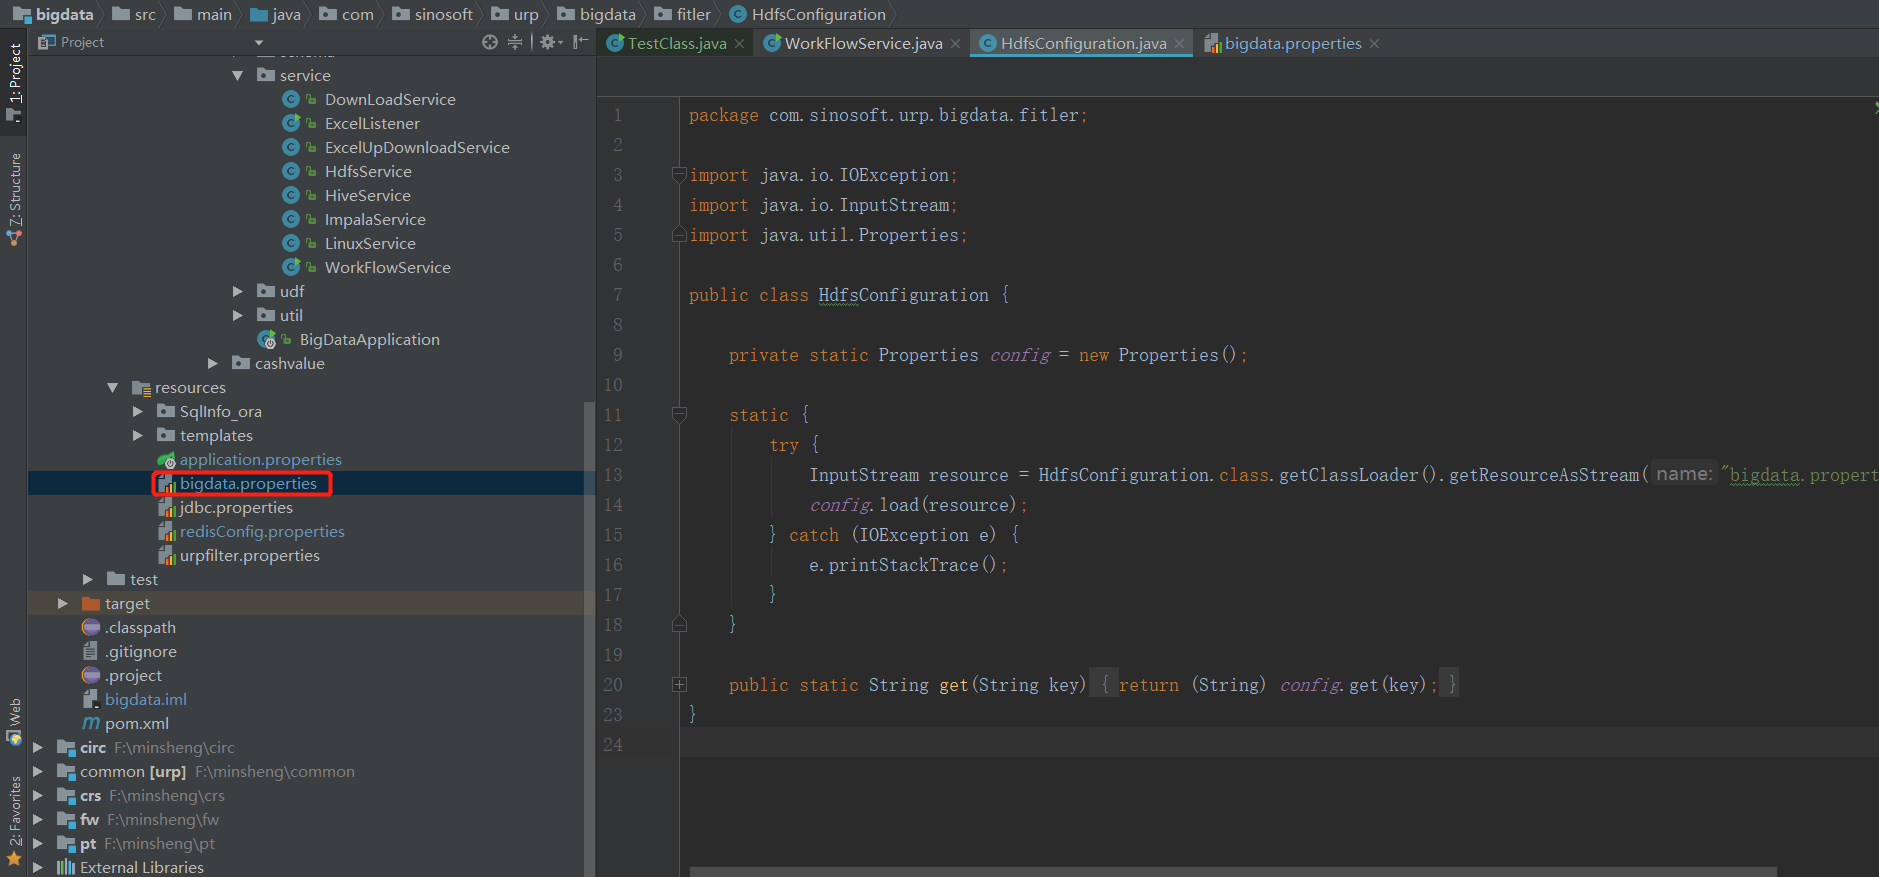 bigdata src main java com sinosoft urp bigdata fitler HdfsConfiguration
Project
TestClass.java WorkFlowService.java HdfsConfiguration.java bigdata.properties
1: Project
Z: Structure
Web
2: Favorites
service
DownLoadService
ExcelListener
ExcelUpDownloadService
HdfsService
HiveService
ImpalaService
LinuxService
WorkFlowService
udf
util
BigDataApplication
cashvalue
resources
SqlInfo_ora
templates
application.properties
bigdata.properties
jdbc.properties
redisConfig.properties
urpfilter.properties
test
target
.classpath
.gitignore
.project
bigdata.iml
pom.xml
circ F:\minsheng\circ
common [urp] F:\minsheng\common
crs F:\minsheng\crs
fw F:\minsheng\fw
pt F:\minsheng\pt
External Libraries
1 package com.sinosoft.urp.bigdata.fitler;
2
3 import java.io.IOException;
4 import java.io.InputStream;
5 import java.util.Properties;
6
7 public class HdfsConfiguration {
8
9 private static Properties config = new Properties();
10
11 static {
12 try {
13 InputStream resource = HdfsConfiguration.class.getClassLoader().getResourceAsStream( name: "bigdata.propert
14 config.load(resource);
15 } catch (IOException e) {
16 e.printStackTrace();
17 }
18 }
19
20 public static String get(String key) { return (String) config.get(key); }
23 }
24